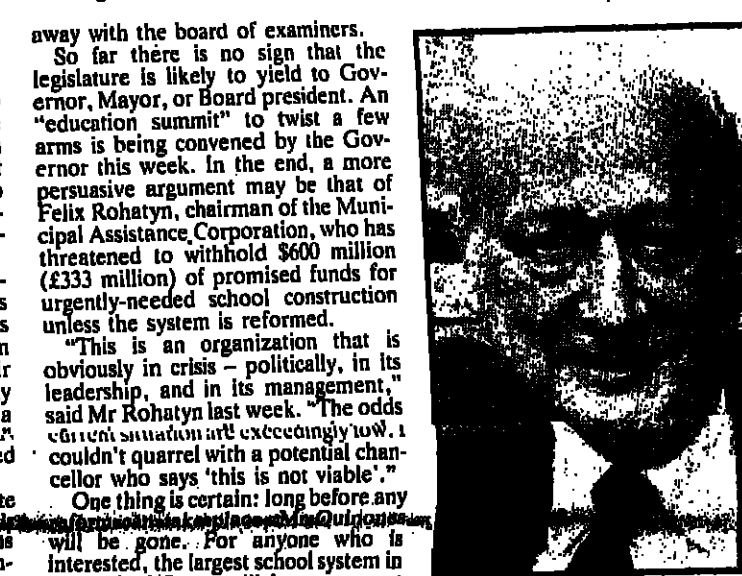 away with the board of examiners.
So far there is no sign that the
legislature is likely to yield to Gov-
ernor, Mayor, or Board president. An
"education summit" to twist a few
arms is being convened by the Gov-
ernor this week. In the end, a more
persuasive argument may be that of
Felix Rohatyn, chairman of the Muni-
cipal Assistance Corporation, who has
threatened to withhold $600 million
(£333 million) of promised funds for
urgently-needed school construction
unless the system is reformed.
"This is an organization that is
obviously in crisis – politically, in its
leadership, and in its management,"
said Mr Rohatyn last week. "The odds
situation are exceedingly low. I
couldn't quarrel with a potential chan-
cellor who says 'this is not viable'."
One thing is certain: long before any
Mr Quinones
will be gone. For anyone who is
interested, the largest school system in